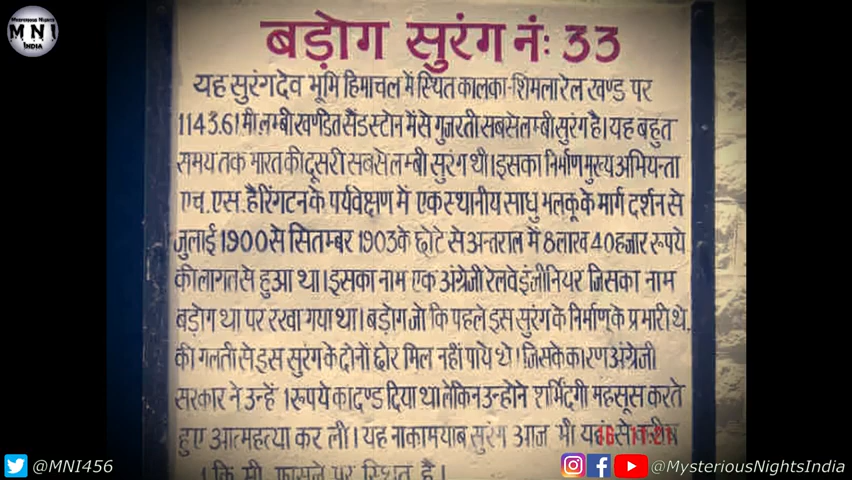 MYSTERIOUS NIGHTS
MNI
INDIA
बड़ोग सुरंग नं: 33
यह सुरंग देव भूमि हिमाचल में स्थित कालका-शिमला रेल खण्ड पर
1143.61 मी लम्बी खण्डित सैंड स्टोन में से गुजरती सबसे लम्बी सुरंग है। यह बहुत
समय तक भारत की दूसरी सबसे लम्बी सुरंग थी। इसका निर्माण मुख्य अभियन्ता
एच. एस. हैरिंगटन के पर्यवेक्षण में एक स्थानीय साधु भलकू के मार्ग दर्शन से
जुलाई 1900 से सितम्बर 1903 के छोटे से अन्तराल में 8 लाख 40 हजार रूपये
की लागत से हुआ था। इसका नाम एक अंग्रेजी रेलवे इंजीनियर जिसका नाम
बड़ोग था पर रखा गया था। बड़ोग जो कि पहले इस सुरंग के निर्माण के प्रभारी थे,
की गलती से इस सुरंग के दोनों छोर मिल नहीं पाये थे। जिसके कारण अंग्रेजी
सरकार ने उन्हें 1 रूपये का दण्ड दिया था लेकिन उन्होने शर्मिंदगी महसूस करते
हुए आत्महत्या कर ली। यह नाकामयाब सुरंग आज भी यहां से
1 कि मी. फासले पर स्थित है।
@MNI456
@MysteriousNightsIndia